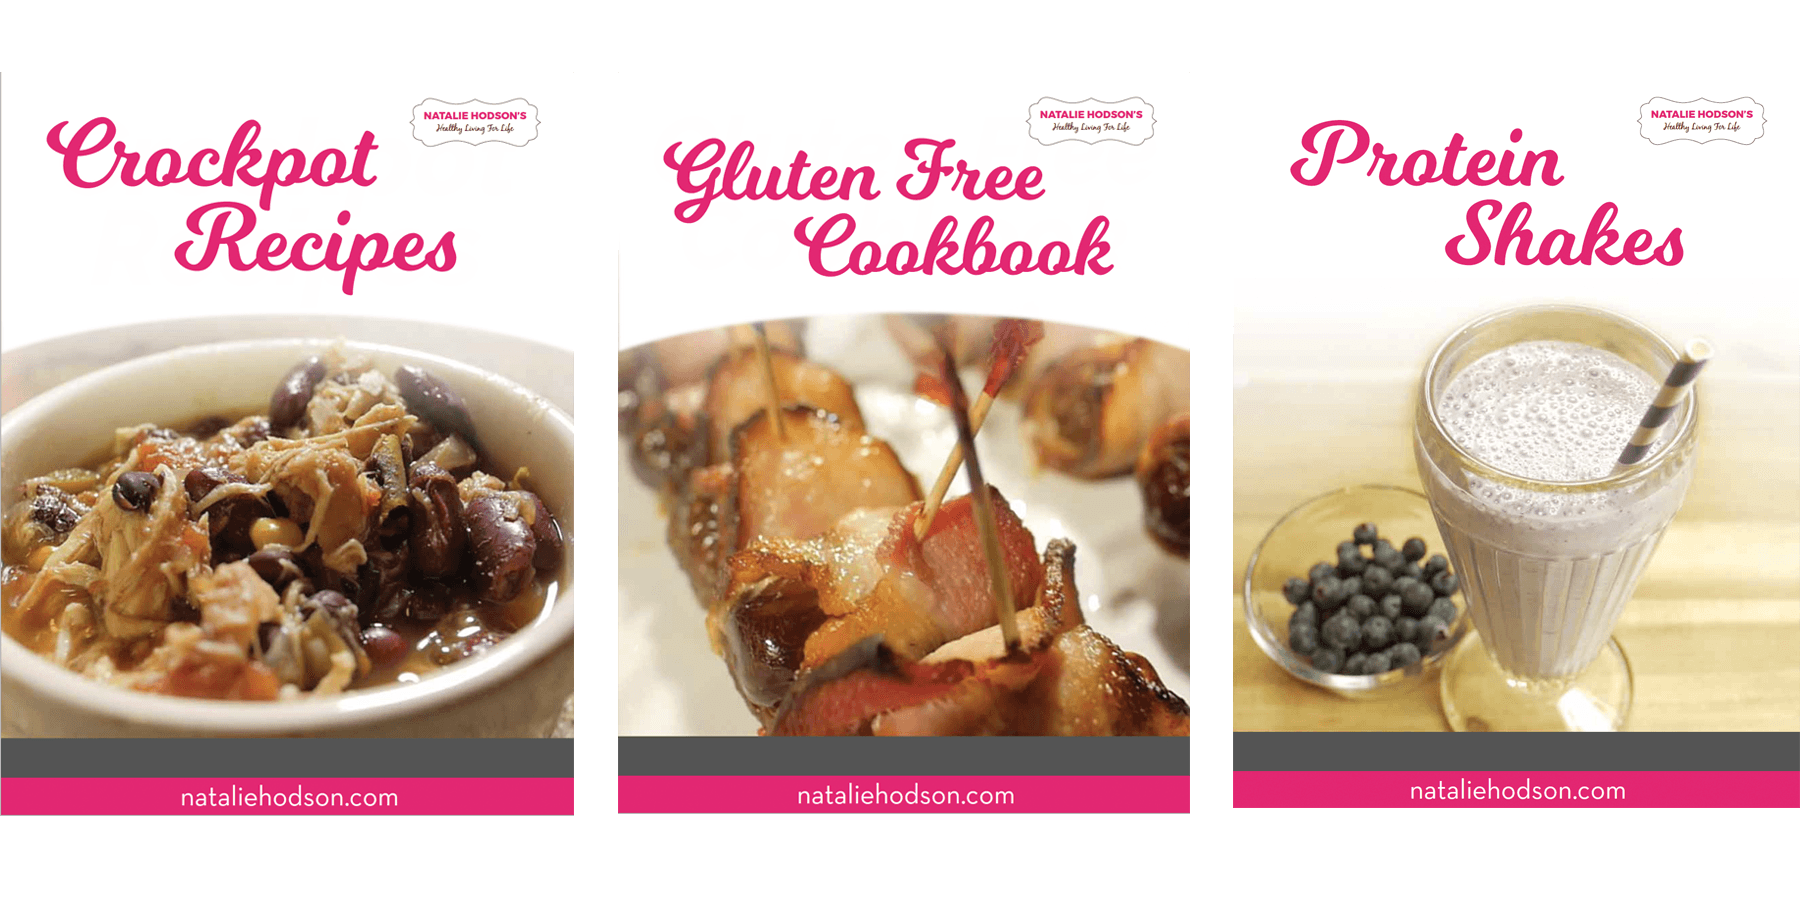 NATALIE HODSON'S
Healthy Living For Life
Crockpot
Recipes
nataliehodson.com
NATALIE HODSON'S
Healthy Living For Life
Gluten Free
Cookbook
nataliehodson.com
NATALIE HODSON'S
Healthy Living For Life
Protein
Shakes
nataliehodson.com